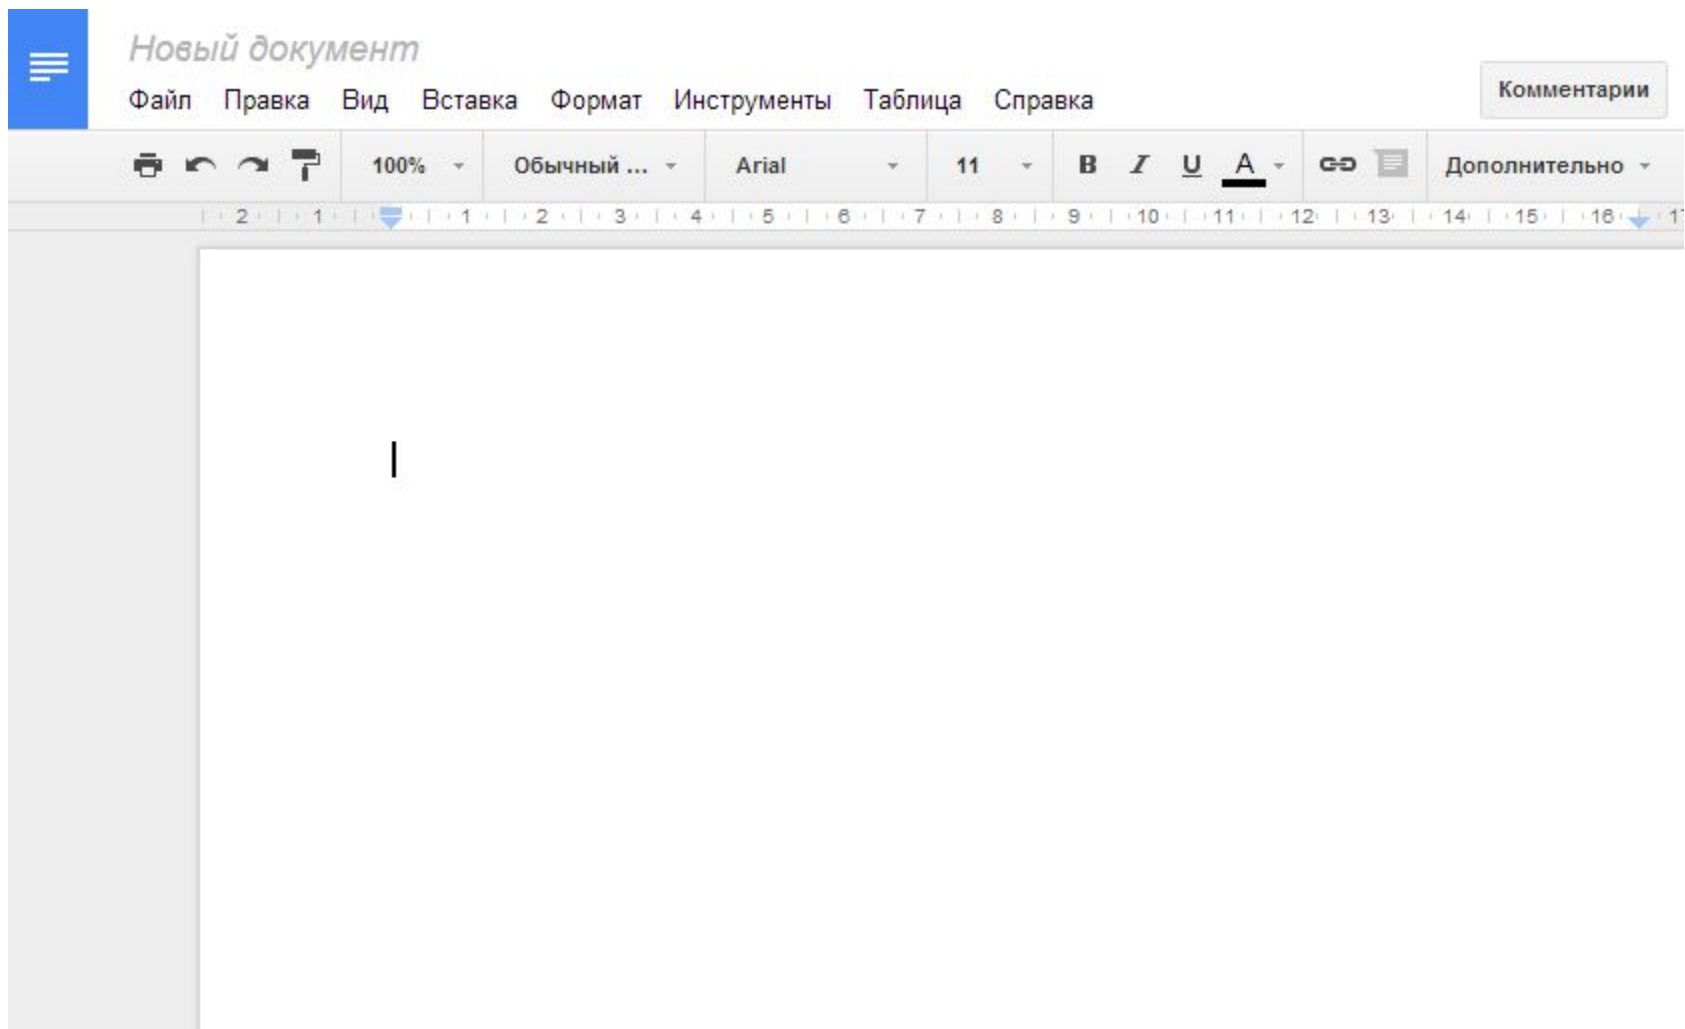 Новый документ
Файл Правка Вид Вставка Формат Инструменты Таблица Справка
Комментарии
100% Обычный ... Arial 11 B I U A Дополнительно
2 1 1 2 3 4 5 6 7 8 9 10 11 12 13 14 15 16 17